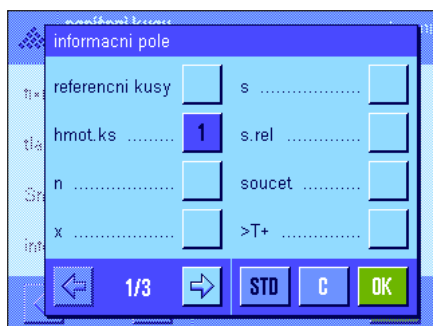 informacni pole
referencni kusy
s ..................
hmot.ks ........
1
s.rel ..............
n ..................
soucet ..........
x ...................
>T+ ..............
1/3
STD
C
OK